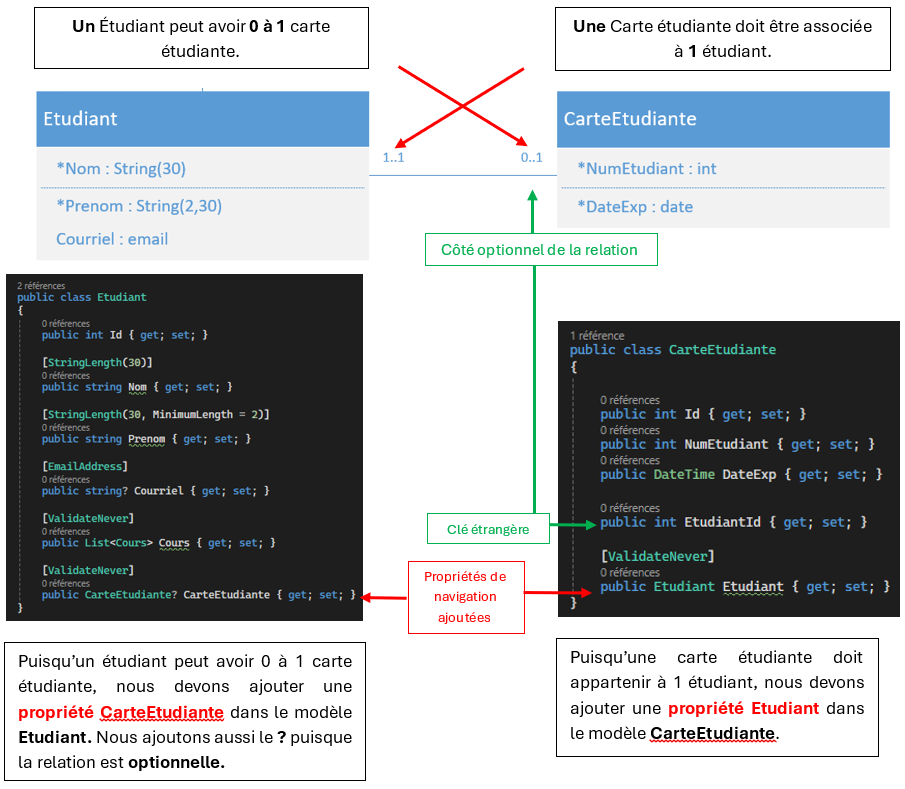 Un Étudiant peut avoir 0 à 1 carte
étudiante.
Une Carte étudiante doit être associée
à 1 étudiant.
Etudiant
*Nom : String(30)
*Prenom : String(2,30)
Courriel : email
1..1
0..1
CarteEtudiante
*NumEtudiant : int
*DateExp : date
Côté optionnel de la relation
2 références
public class Etudiant
{
0 références
public int Id { get; set; }
[StringLength(30)]
0 références
public string Nom { get; set; }
[StringLength(30, MinimumLength = 2)]
0 références
public string Prenom { get; set; }
[EmailAddress]
0 références
public string? Courriel { get; set; }
[ValidateNever]
0 références
public List<Cours> Cours { get; set; }
[ValidateNever]
0 références
public CarteEtudiante? CarteEtudiante { get; set; }
}
Clé étrangère
Propriétés de
navigation
ajoutées
1 référence
public class CarteEtudiante
{
0 références
public int Id { get; set; }
0 références
public int NumEtudiant { get; set; }
0 références
public DateTime DateExp { get; set; }
0 références
public int EtudiantId { get; set; }
[ValidateNever]
0 références
public Etudiant Etudiant { get; set; }
}
Puisqu'un étudiant peut avoir 0 à 1 carte
étudiante, nous devons ajouter une
propriété CarteEtudiante dans le modèle
Etudiant. Nous ajoutons aussi le ? puisque
la relation est optionnelle.
Puisqu'une carte étudiante doit
appartenir à 1 étudiant, nous devons
ajouter une propriété Etudiant dans
le modèle CarteEtudiante.